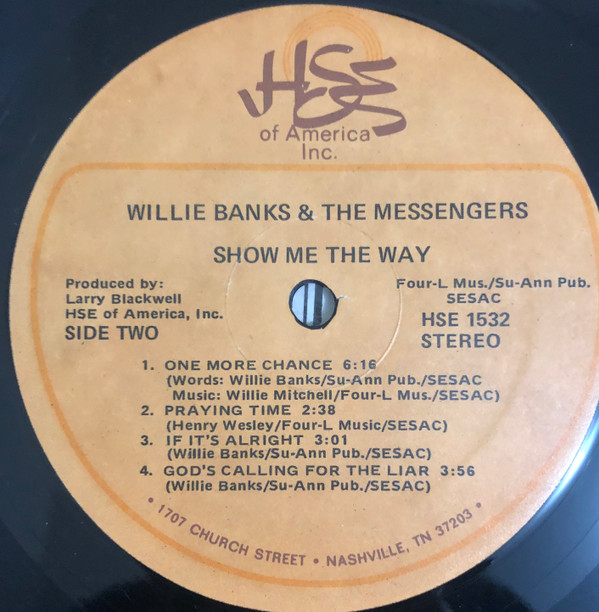 HSE
of America
Inc.
WILLIE BANKS & THE MESSENGERS
SHOW ME THE WAY
Produced by:
Larry Blackwell
HSE of America, Inc.
SIDE TWO
Four-L Mus./Su-Ann Pub.
SESAC
HSE 1532
STEREO
1. ONE MORE CHANCE 6:16
(Words: Willie Banks/Su-Ann Pub./SESAC
Music: Willie Mitchell/Four-L Mus./SESAC)
2. PRAYING TIME 2:38
(Henry Wesley/Four-L Music/SESAC)
3. IF IT'S ALRIGHT 3:01
(Willie Banks/Su-Ann Pub./SESAC)
4. GOD'S CALLING FOR THE LIAR 3:56
(Willie Banks/Su-Ann Pub./SESAC)
• 1707 CHURCH STREET • NASHVILLE, TN 37203 •